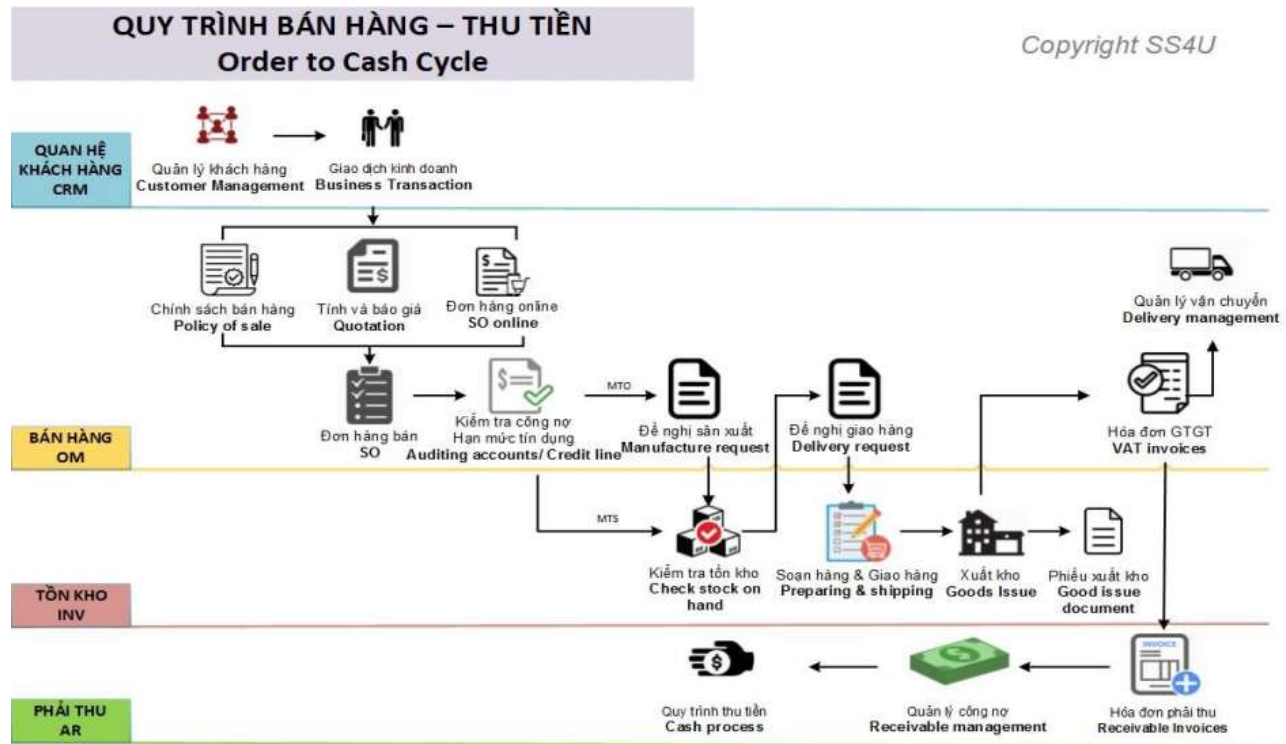 QUY TRÌNH BÁN HÀNG – THU TIỀN
Order to Cash Cycle
Copyright SS4U
QUAN HỆ
KHÁCH HÀNG
CRM
Quản lý khách hàng
Customer Management
Giao dịch kinh doanh
Business Transaction
Chính sách bán hàng
Policy of sale
Tính và báo giá
Quotation
Đơn hàng online
SO online
Quản lý vận chuyển
Delivery management
BÁN HÀNG
OM
Đơn hàng bán
SO
Kiểm tra công nợ
Hạn mức tín dụng
Auditing accounts/ Credit line
MTO
Đề nghị sản xuất
Manufacture request
Đề nghị giao hàng
Delivery request
Hóa đơn GTGT
VAT invoices
MTS
TỒN KHO
INV
Kiểm tra tồn kho
Check stock on
hand
Soạn hàng & Giao hàng
Preparing & shipping
Xuất kho
Goods Issue
Phiếu xuất kho
Good issue
document
PHẢI THU
AR
Quy trình thu tiền
Cash process
Quản lý công nợ
Receivable management
INVOICE
Hóa đơn phải thu
Receivable Invoices